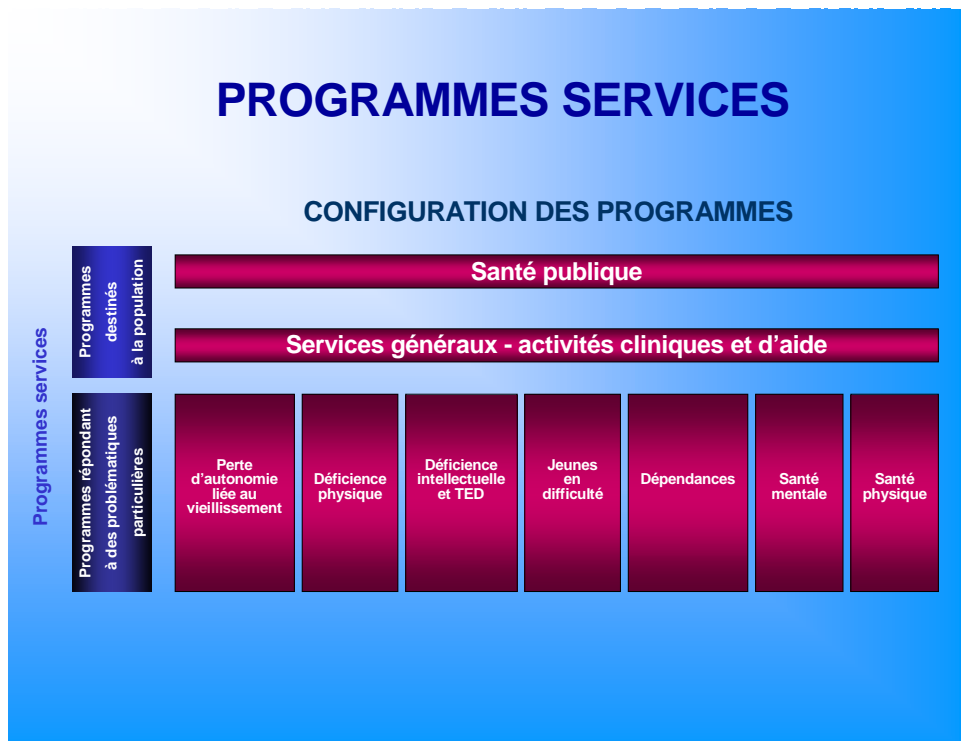 PROGRAMMES SERVICES
CONFIGURATION DES PROGRAMMES
Programmes services
Programmes
destinés
à la population
Santé publique
Services généraux - activités cliniques et d'aide
Programmes répondant
à des problématiques
particulières
Perte
d'autonomie
liée au
vieillissement
Déficience
physique
Déficience
intellectuelle
et TED
Jeunes
en
difficulté
Dépendances
Santé
mentale
Santé
physique